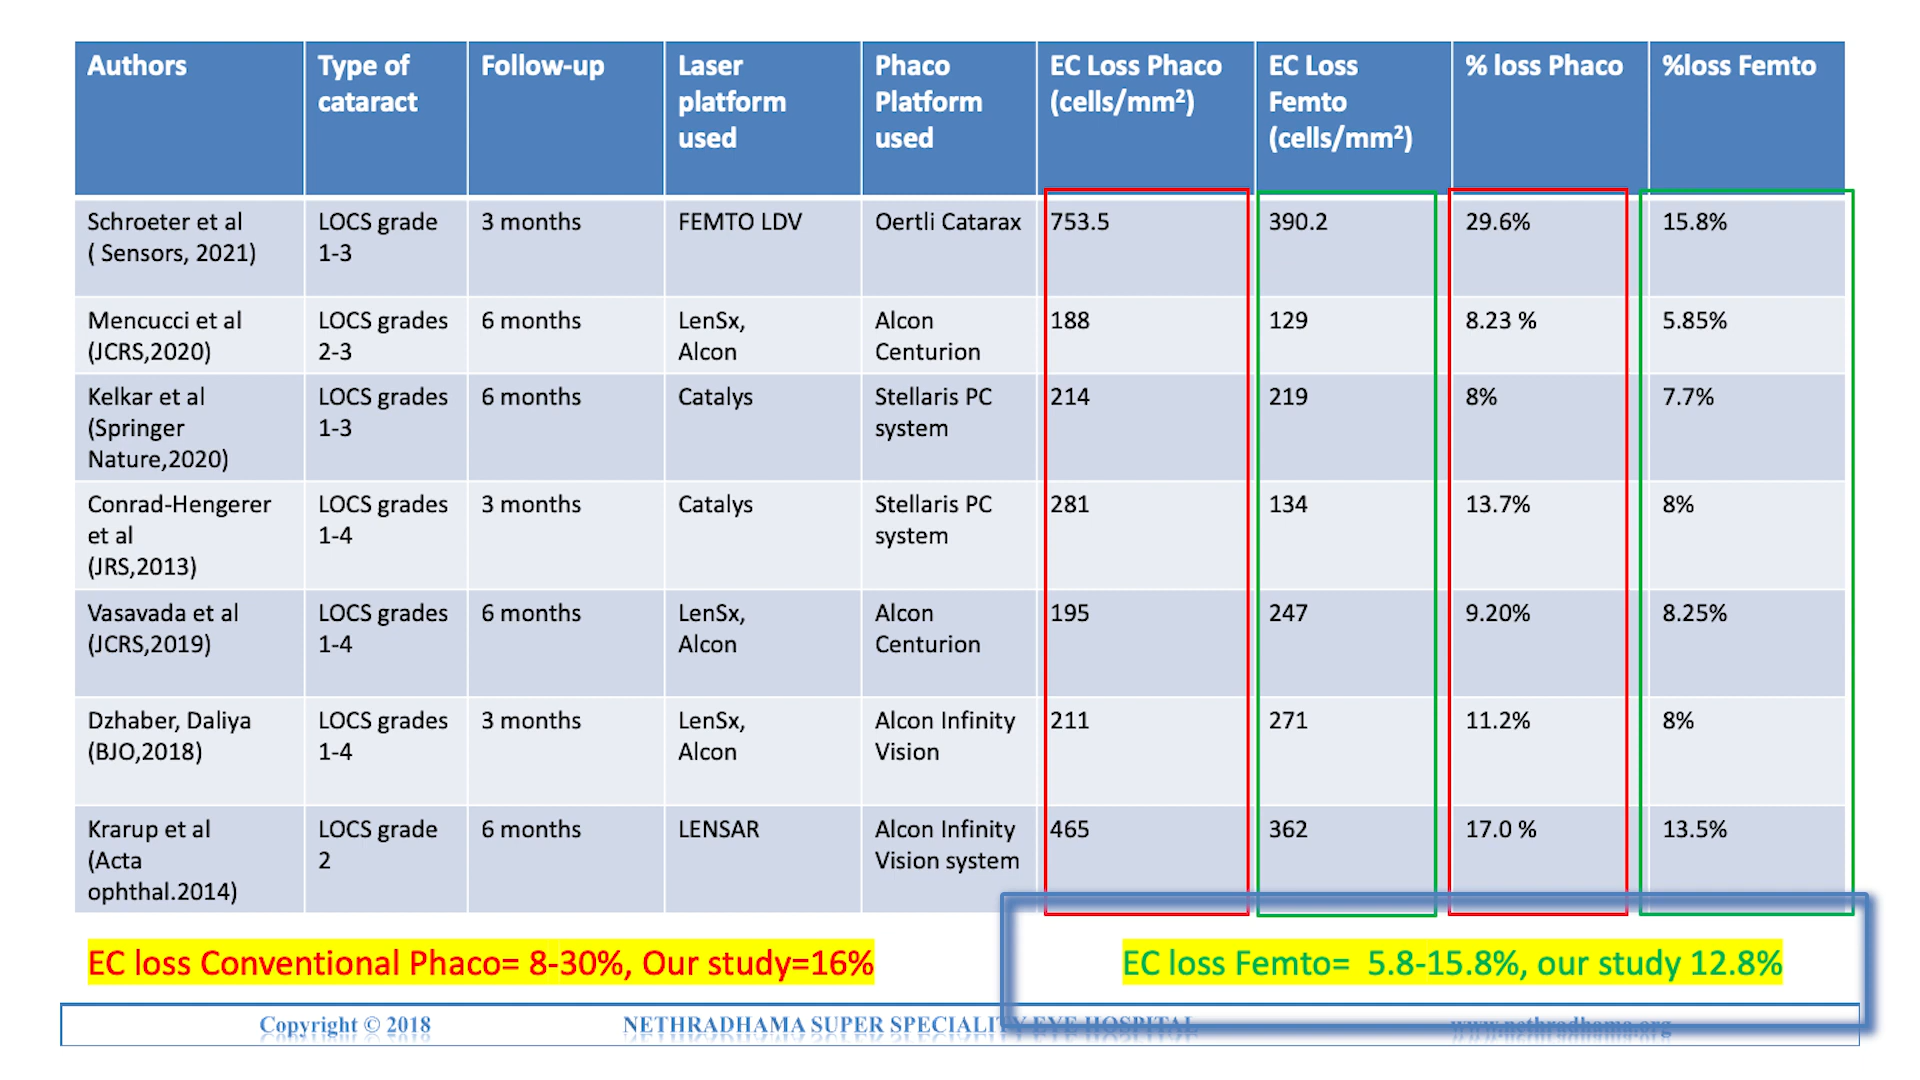 Authors
Type of
cataract
Follow-up
Laser
platform
used
Phaco
Platform
used
EC Loss Phaco
(cells/mm²)
EC Loss
Femto
(cells/mm²)
% loss Phaco
%loss Femto
Schroeter et al
( Sensors, 2021)
LOCS grade
1-3
3 months
FEMTO LDV
Oertli Catarax
753.5
390.2
29.6%
15.8%
Mencucci et al
(JCRS,2020)
LOCS grades
2-3
6 months
LenSx,
Alcon
Alcon
Centurion
188
129
8.23 %
5.85%
Kelkar et al
(Springer
Nature,2020)
LOCS grades
1-3
6 months
Catalys
Stellaris PC
system
214
219
8%
7.7%
Conrad-Hengerer
et al
(JRS,2013)
LOCS grades
1-4
3 months
Catalys
Stellaris PC
system
281
134
13.7%
8%
Vasavada et al
(JCRS,2019)
LOCS grades
1-4
6 months
LenSx,
Alcon
Alcon
Centurion
195
247
9.20%
8.25%
Dzhaber, Daliya
(BJO,2018)
LOCS grades
1-4
3 months
LenSx,
Alcon
Alcon Infinity
Vision
211
271
11.2%
8%
Krarup et al
(Acta
ophthal.2014)
LOCS grade
2
6 months
LENSAR
Alcon Infinity
Vision system
465
362
17.0 %
13.5%
EC loss Conventional Phaco= 8-30%, Our study=16%
EC loss Femto= 5.8-15.8%, our study 12.8%
Copyright © 2018
NETHRADHAMA SUPER SPECIALITY EYE HOSPITAL
www.nethradhama.org